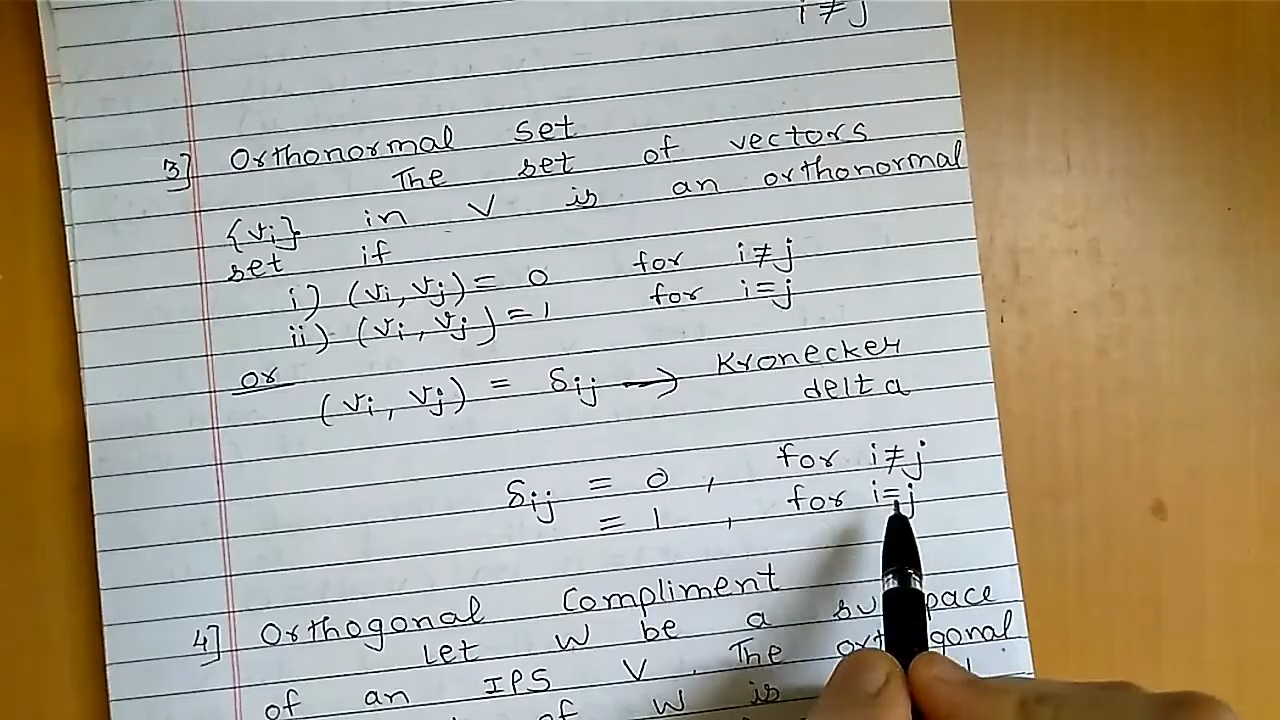 i ≠ j
3] Orthonormal set
The set of vectors
{vi} in V is an orthonormal
set if
i) (vi, vj) = 0 for i ≠ j
ii) (vi, vj) = 1 for i = j
or
(vi, vj) = δij → Kronecker
delta
δij = 0 , for i ≠ j
= 1 , for i = j
4] Orthogonal Compliment
Let W be a
of an IPS V. The
of W is